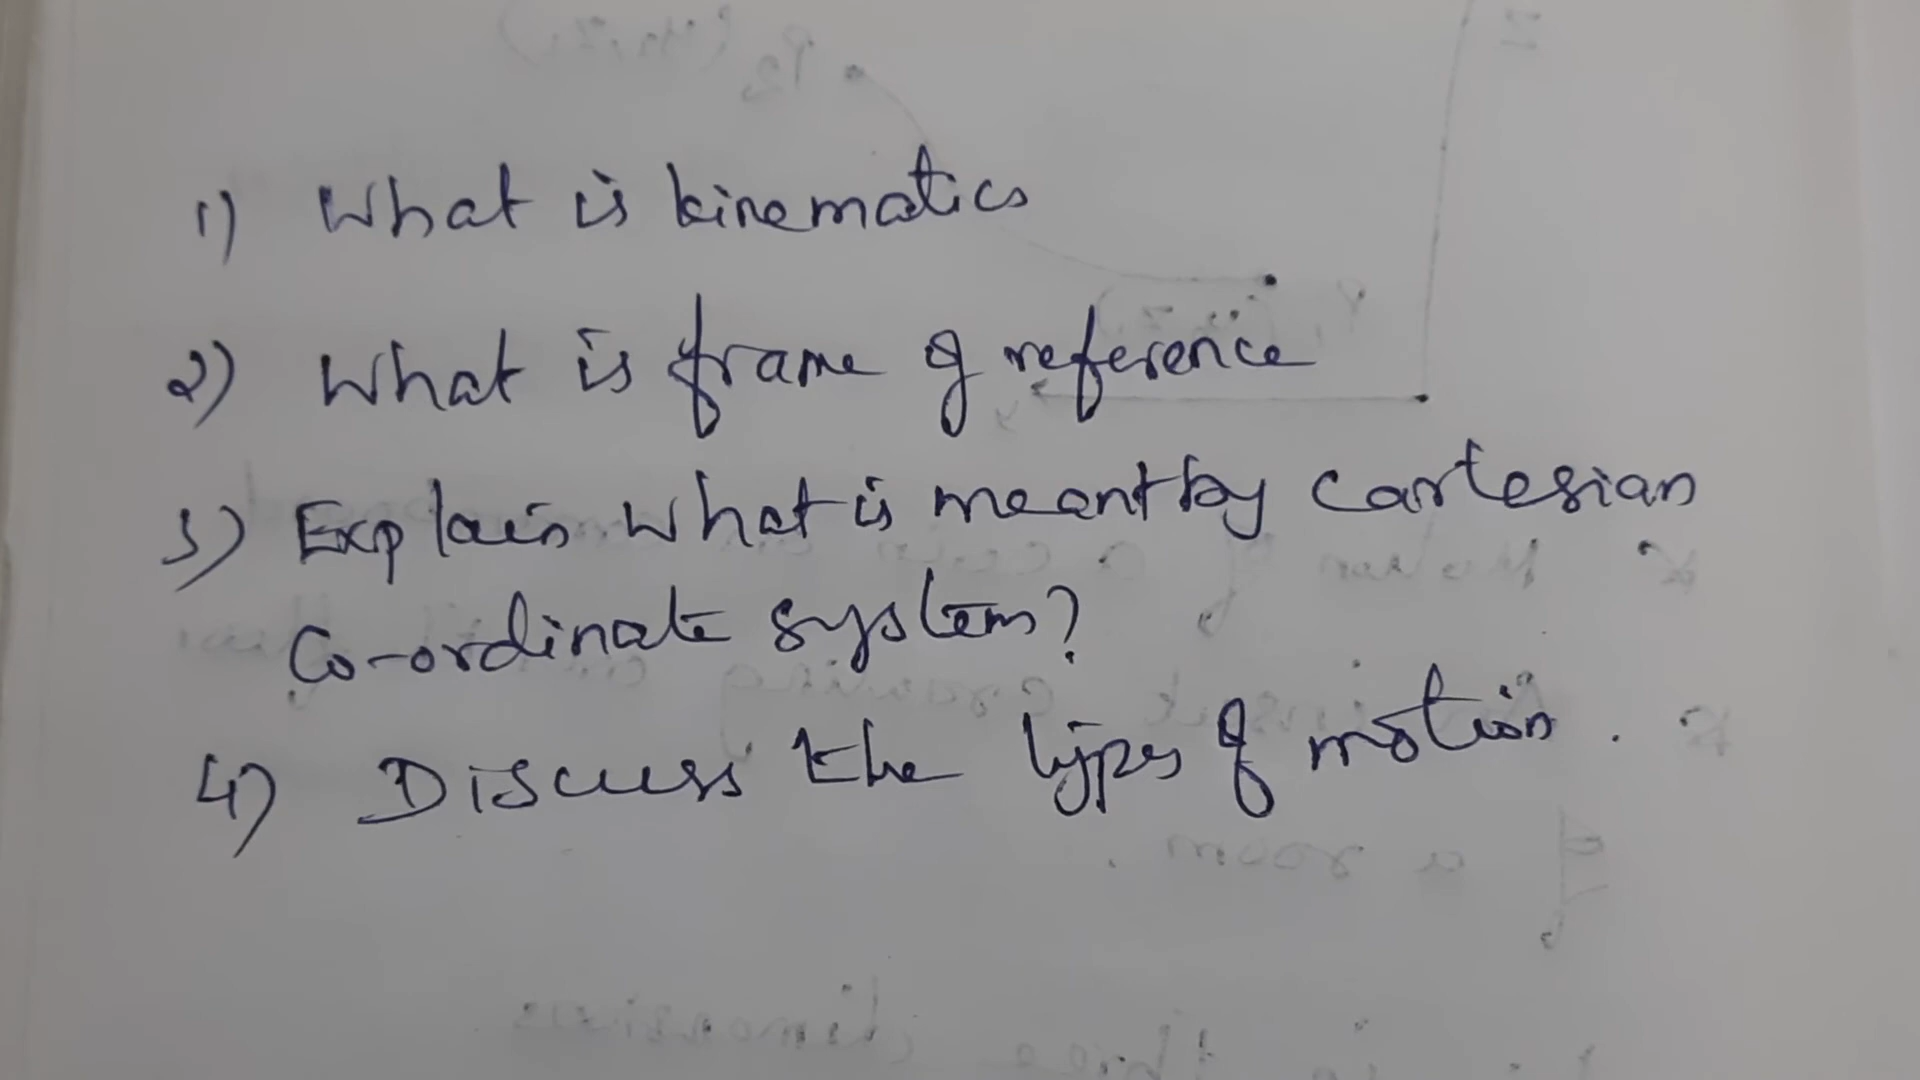 1) What is kinematics
2) What is frame of reference
3) Explain what is meant by cartesian
Co-ordinate system?
4) Discuss the types of motion.